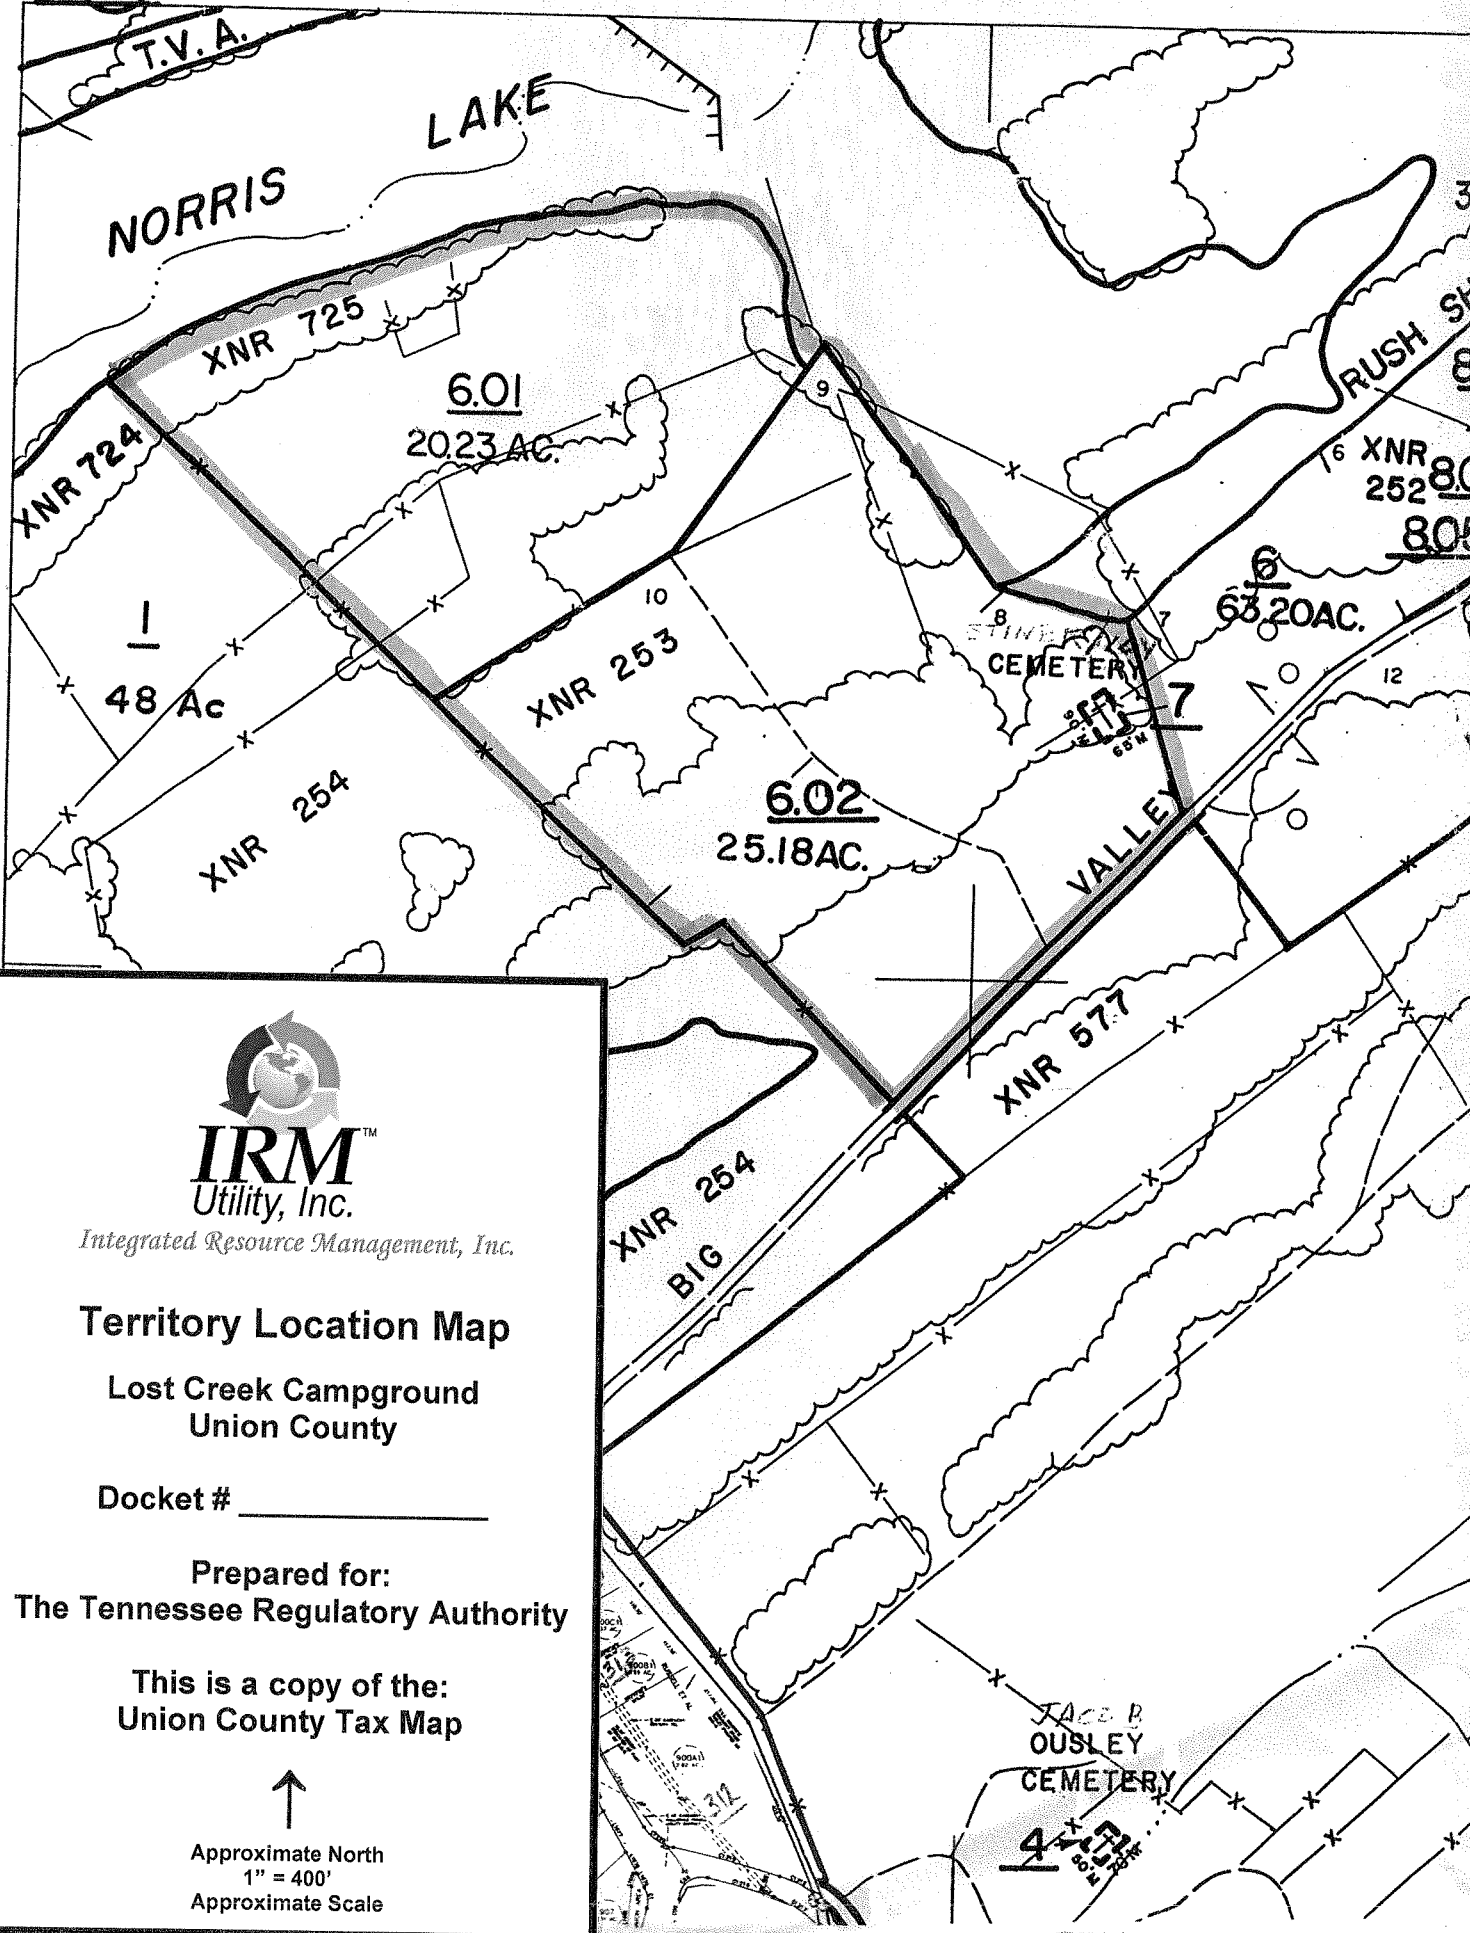 T.V.A.
NORRIS LAKE
XNR 725
XNR 724
6.01
20.23 AC.
9
RUSH
6
XNR
252
6
63.20AC.
10
8
7
12
CEMETERY
7
65 M
1
48 Ac
XNR 253
XNR 254
6.02
25.18AC.
VALLEY
XNR 577
XNR 254
BIG
IRM™
Utility, Inc.
Integrated Resource Management, Inc.
Territory Location Map
Lost Creek Campground
Union County
Docket #
Prepared for:
The Tennessee Regulatory Authority
This is a copy of the:
Union County Tax Map
Approximate North
1" = 400'
Approximate Scale
312
OUSLEY
CEMETERY
4